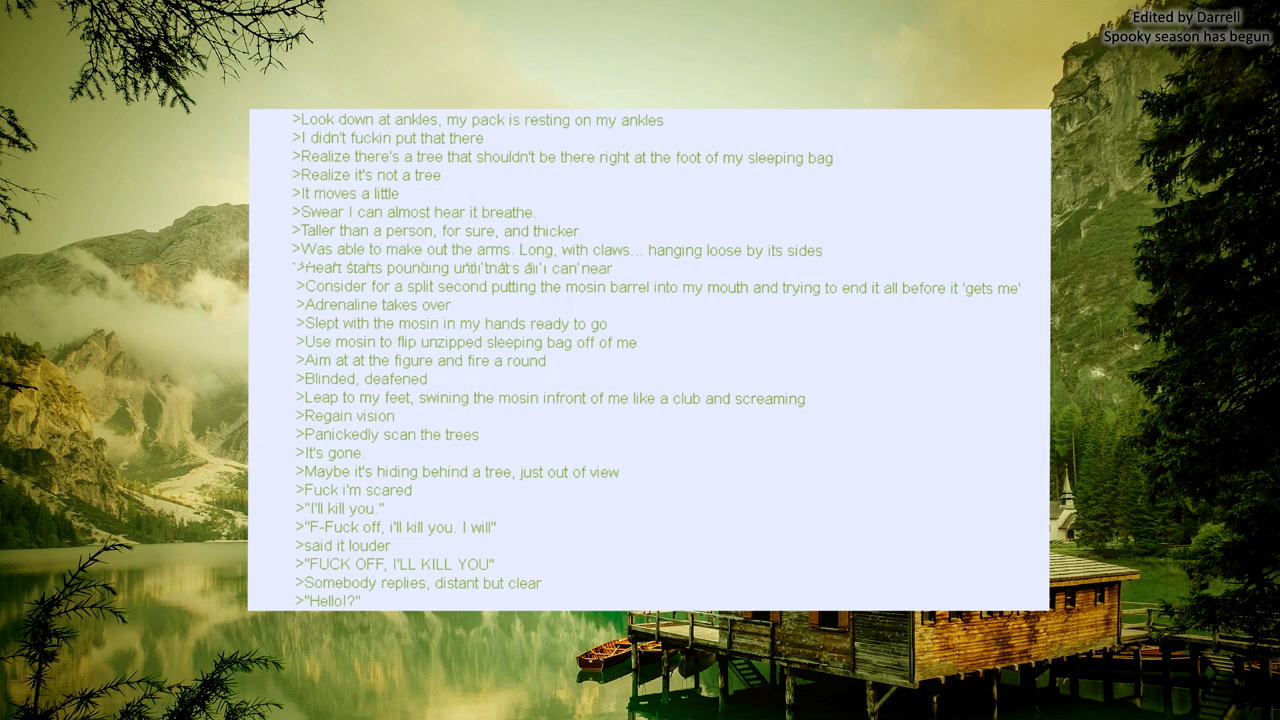 Edited by Darrell
Spooky season has begun
>Look down at ankles, my pack is resting on my ankles
>I didn't fuckin put that there
>Realize there's a tree that shouldn't be there right at the foot of my sleeping bag
>Realize it's not a tree
>It moves a little
>Swear I can almost hear it breathe.
>Taller than a person, for sure, and thicker
>Was able to make out the arms. Long, with claws... hanging loose by its sides
>Heart starts pounding until that's all i can hear
>Consider for a split second putting the mosin barrel into my mouth and trying to end it all before it 'gets me'
>Adrenaline takes over
>Slept with the mosin in my hands ready to go
>Use mosin to flip unzipped sleeping bag off of me
>Aim at at the figure and fire a round
>Blinded, deafened
>Leap to my feet, swining the mosin infront of me like a club and screaming
>Regain vision
>Panickedly scan the trees
>It's gone.
>Maybe it's hiding behind a tree, just out of view
>Fuck i'm scared
>"I'll kill you."
>"F-Fuck off, i'll kill you. I will"
>said it louder
>"FUCK OFF, I'LL KILL YOU"
>Somebody replies, distant but clear
>"Hello!?"